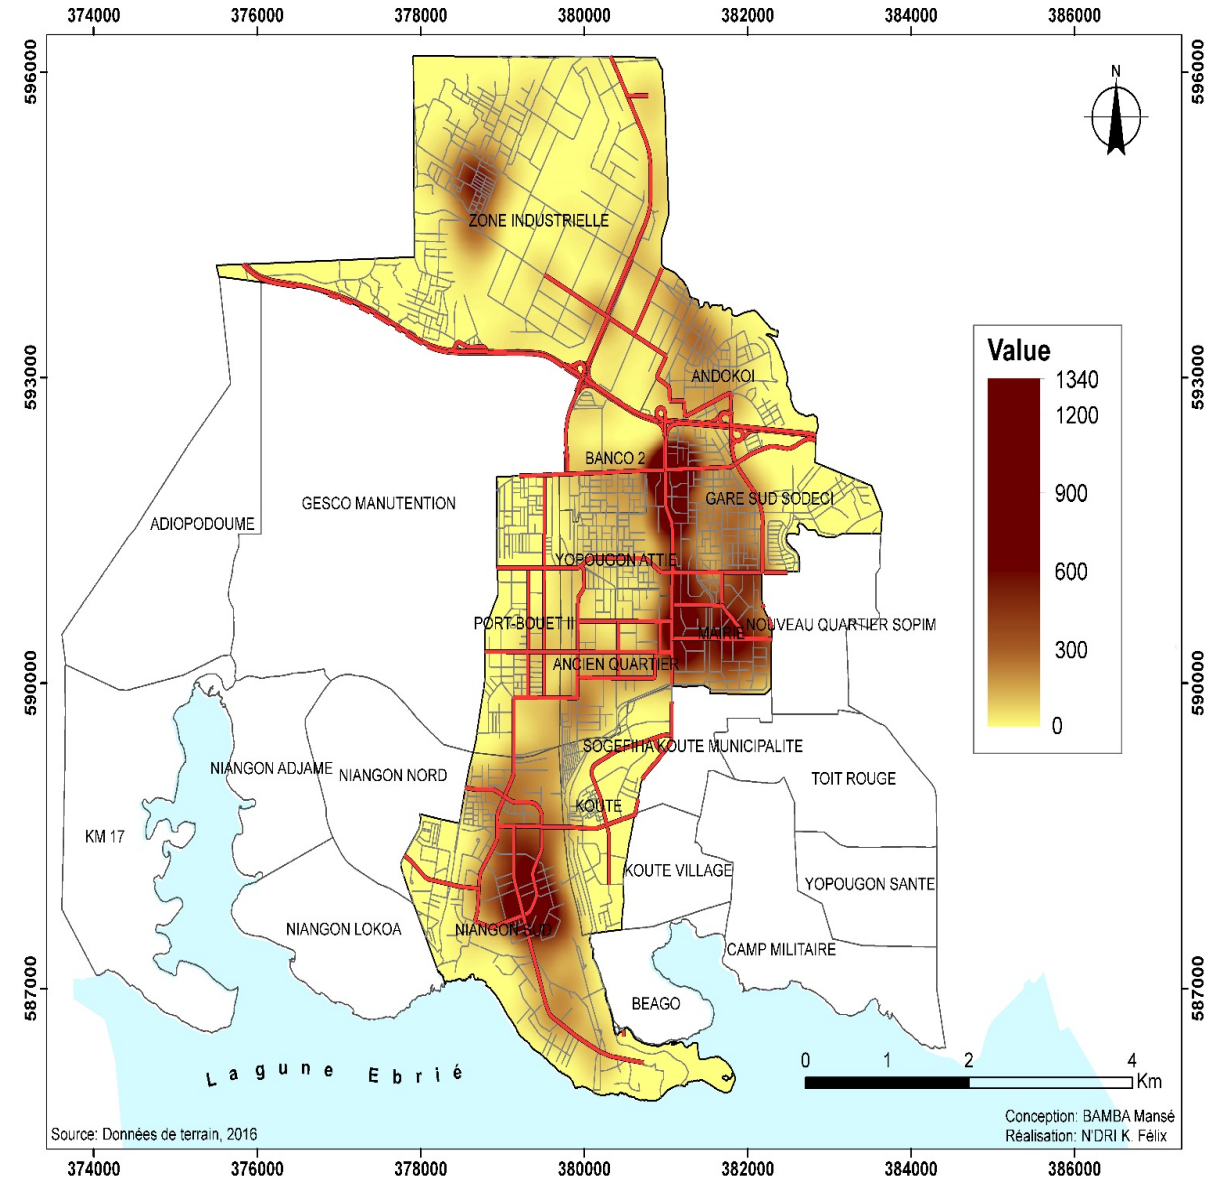 374000 376000 378000 380000 382000 384000 386000
596000 596000
N
ZONE INDUSTRIELLE
Value
593000 593000
1340
1200
900
600
300
0
ANDOKOI
BANCO 2
GESCO MANUTENTION
GARE SUD SODECI
ADIOPODOUME
YOPOUGON ATTIE
PORT-BOUET II
MAIRIE
NOUVEAU QUARTIER SOPIM
ANCIEN QUARTIER
590000 590000
SOGEFIHA KOUTE MUNICIPALITE
NIANGON ADJAME
NIANGON NORD
TOIT ROUGE
KOUTE
KM 17
KOUTE VILLAGE
YOPOUGON SANTE
NIANGON LOKOA
NIANGON SUD
CAMP MILITAIRE
587000 587000
BEAGO
Lagune Ebrié
0 1 2 4
Km
Conception: BAMBA Mansé
Source: Données de terrain, 2016
Réalisation: N'DRI K. Félix
374000 376000 378000 380000 382000 384000 386000